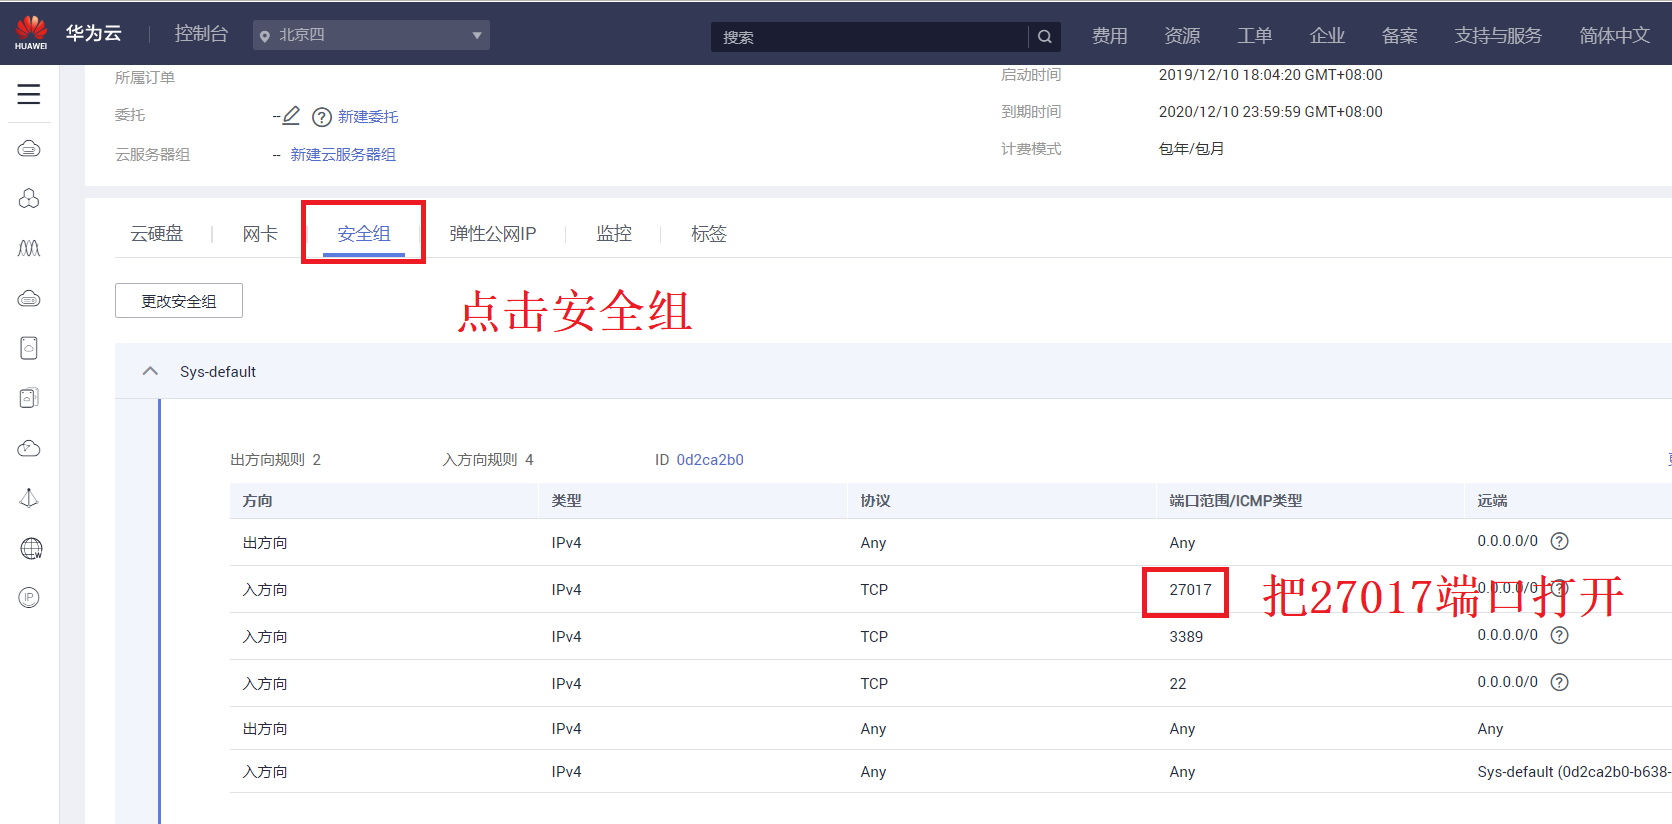 HUAWEI 华为云 控制台 北京四 搜索 费用 资源 工单 企业 备案 支持与服务 简体中文
所属订单 启动时间 2019/12/10 18:04:20 GMT+08:00
委托 -- ? 新建委托 到期时间 2020/12/10 23:59:59 GMT+08:00
云服务器组 -- 新建云服务器组 计费模式 包年/包月
云硬盘 网卡 安全组 弹性公网IP 监控 标签
更改安全组
点击安全组
Sys-default
出方向规则 2 入方向规则 4 ID 0d2ca2b0
方向 类型 协议 端口范围/ICMP类型 远端
出方向 IPv4 Any Any 0.0.0.0/0 ?
入方向 IPv4 TCP 27017 0.0.0.0/0 ?
把27017端口打开
入方向 IPv4 TCP 3389 0.0.0.0/0 ?
入方向 IPv4 TCP 22 0.0.0.0/0 ?
出方向 IPv4 Any Any Any
入方向 IPv4 Any Any Sys-default (0d2ca2b0-b638-
IP